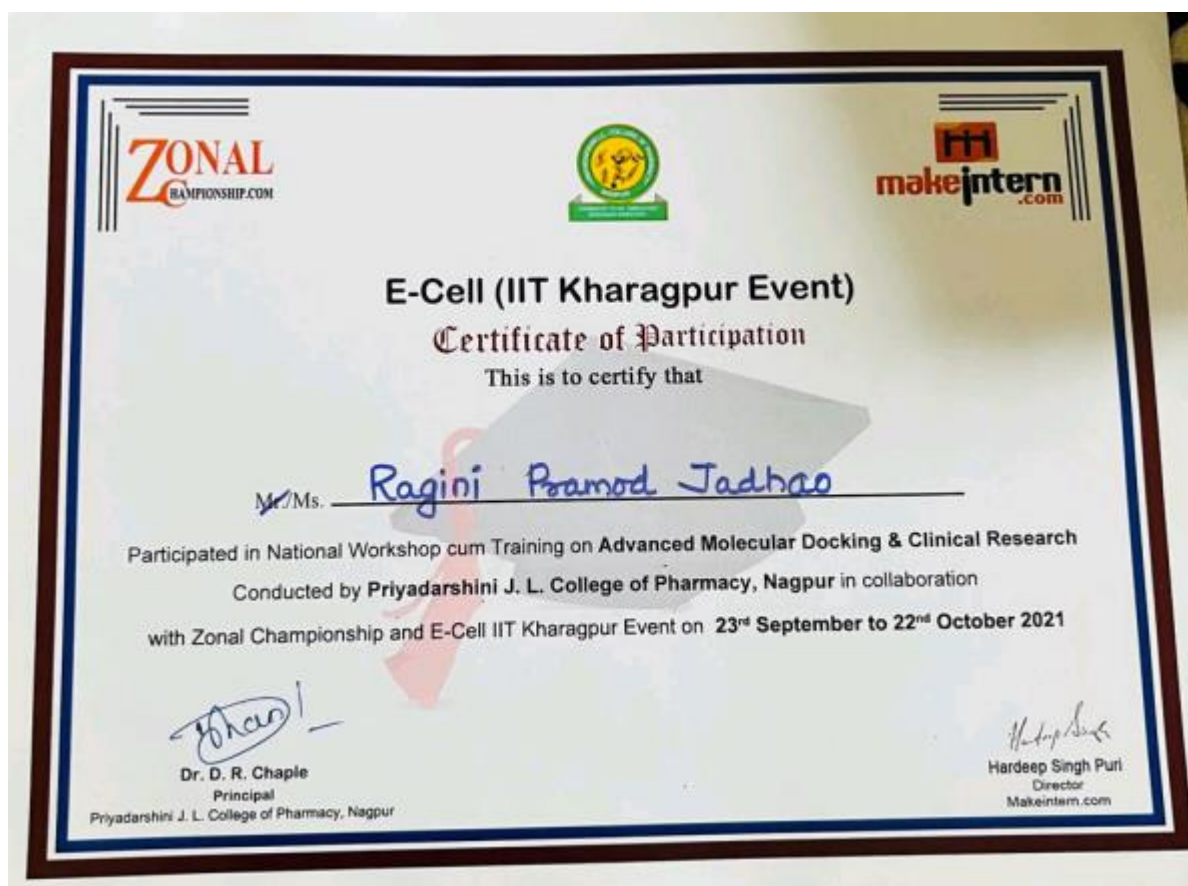 ZONAL
CHAMPIONSHIP.COM
makeintern
.com
E-Cell (IIT Kharagpur Event)
Certificate of Participation
This is to certify that
Mr./Ms. Ragini Pramod Jadhao
Participated in National Workshop cum Training on Advanced Molecular Docking & Clinical Research
Conducted by Priyadarshini J. L. College of Pharmacy, Nagpur in collaboration
with Zonal Championship and E-Cell IIT Kharagpur Event on 23rd September to 22nd October 2021
Dr. D. R. Chaple
Principal
Priyadarshini J. L. College of Pharmacy, Nagpur
Hardeep Singh
Hardeep Singh Puri
Director
Makeintern.com